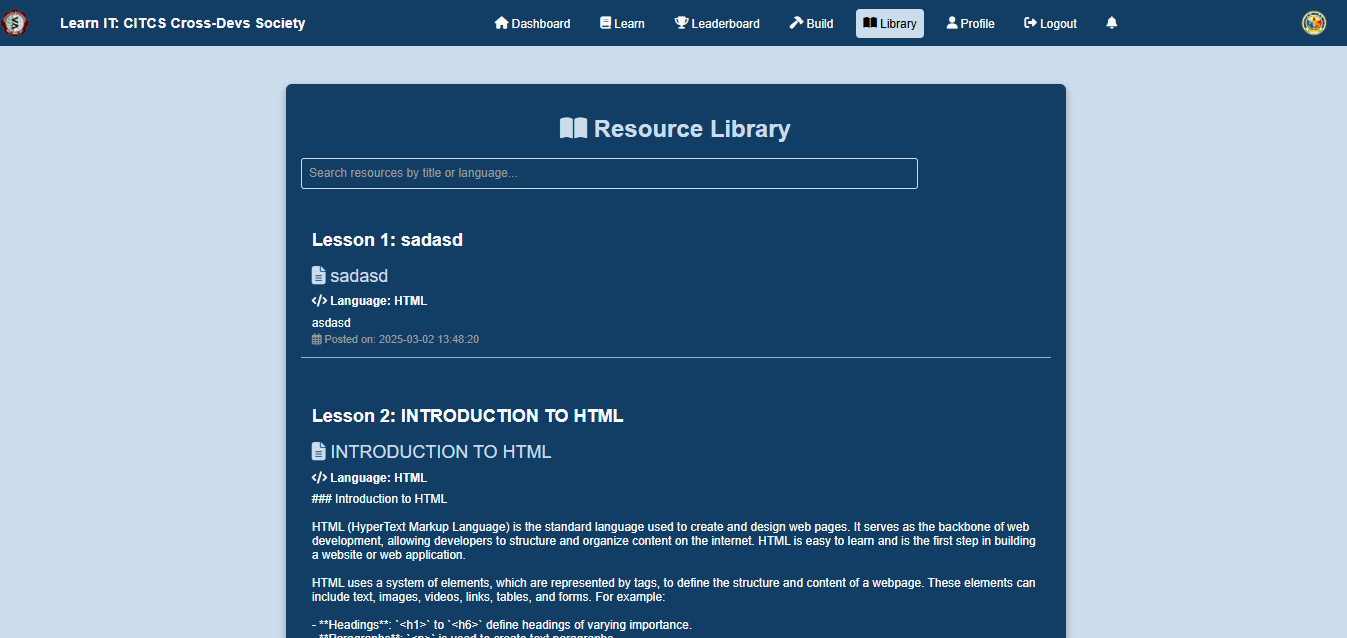 Learn IT: CITCS Cross-Devs Society
Dashboard
Learn
Leaderboard
Build
Library
Profile
Logout
Resource Library
Search resources by title or language...
Lesson 1: sadasd
sadasd
</> Language: HTML
asdasd
Posted on: 2025-03-02 13:48:20
Lesson 2: INTRODUCTION TO HTML
INTRODUCTION TO HTML
</> Language: HTML
### Introduction to HTML
HTML (HyperText Markup Language) is the standard language used to create and design web pages. It serves as the backbone of web
development, allowing developers to structure and organize content on the internet. HTML is easy to learn and is the first step in building
a website or web application.
HTML uses a system of elements, which are represented by tags, to define the structure and content of a webpage. These elements can
include text, images, videos, links, tables, and forms. For example:
- **Headings**: `<h1>` to `<h6>` define headings of varying importance.
- **Paragraphs**: `<p>` is used to create text paragraphs.